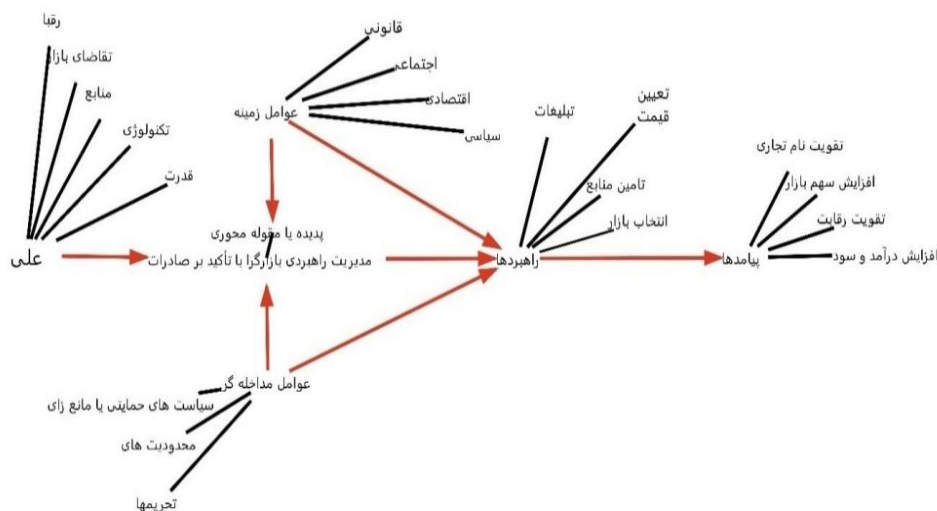 رقبا
تقاضای بازار
منابع
تکنولوژی
قدرت
علی
قانونی
اجتماعی
اقتصادی
سیاسی
عوامل زمینه
پدیده یا مقوله محوری
مدیریت راهبردی بازارگرا با تأکید بر صادرات
عوامل مداخله گر
سیاست های حمایتی یا مانع زای
محدودیت های
تحریمها
تبلیغات
تعیین
قیمت
تامین منابع
انتخاب بازار
راهبردها
تقویت نام تجاری
افزایش سهم بازار
تقویت رقابت
افزایش درآمد و سود
پیامدها